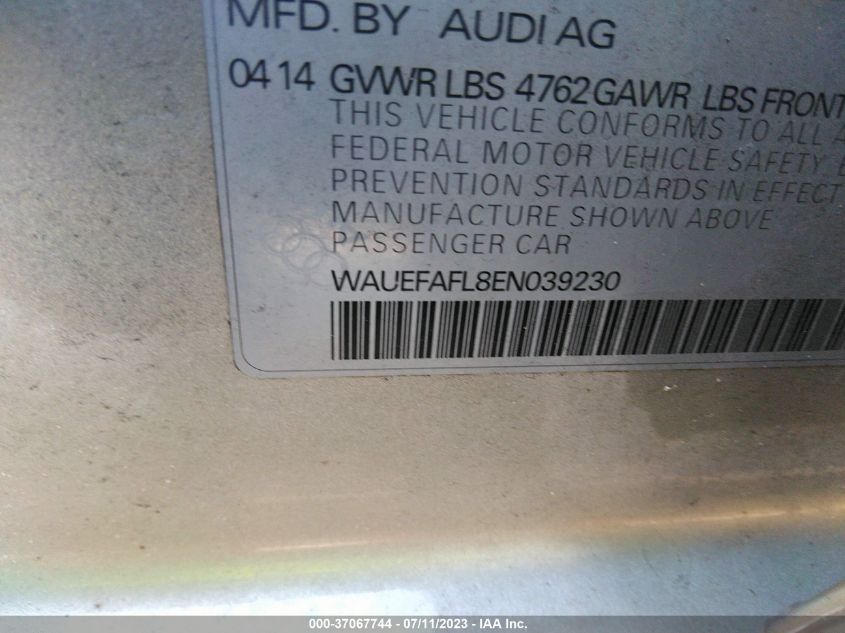 MFD. BY AUDI AG
04 14 GVWR LBS 4762 GAWR LBS FRONT
THIS VEHICLE CONFORMS TO ALL A
FEDERAL MOTOR VEHICLE SAFETY
PREVENTION STANDARDS IN EFFECT
MANUFACTURE SHOWN ABOVE
PASSENGER CAR
WAUEFAFL8EN039230
000-37067744 - 07/11/2023 - IAA Inc.